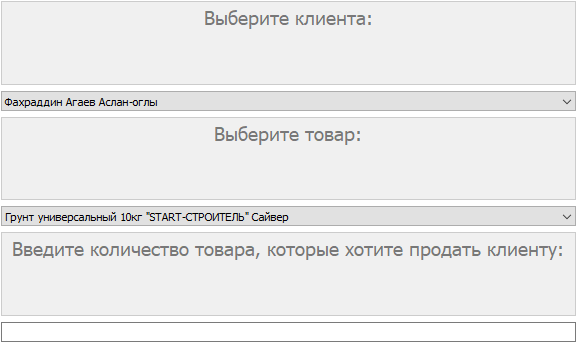 Выберите клиента:
Фахраддин Агаев Аслан-оглы
Выберите товар:
Грунт универсальный 10кг "START-СТРОИТЕЛЬ" Сайвер
Введите количество товара, которые хотите продать клиенту: